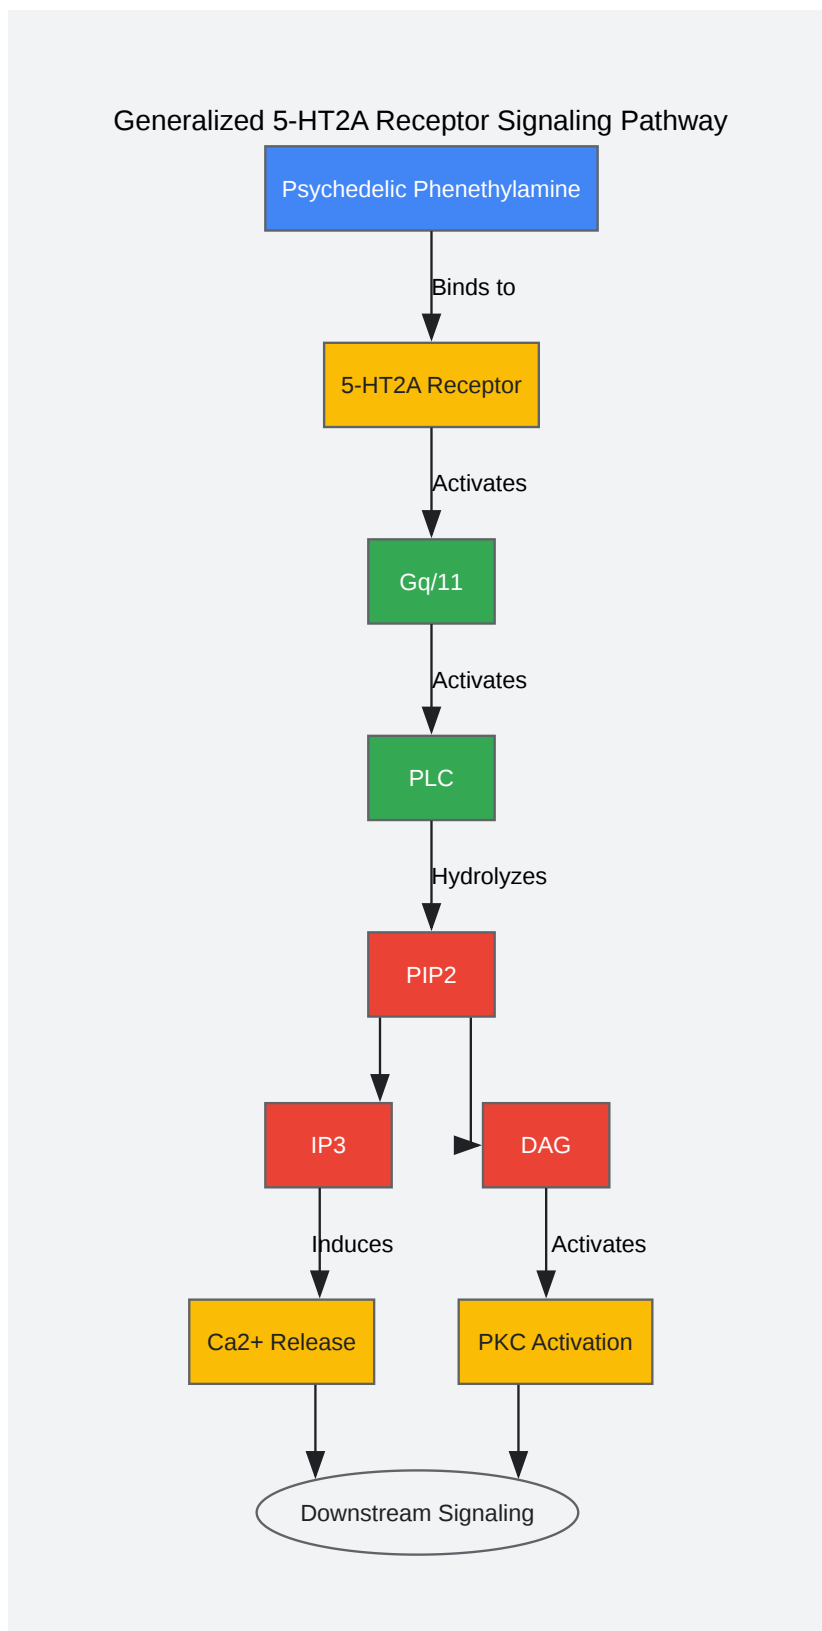 Generalized 5-HT2A Receptor Signaling Pathway
Psychedelic Phenethylamine
Binds to
5-HT2A Receptor
Activates
Gq/11
Activates
PLC
Hydrolyzes
PIP2
IP3
DAG
Induces
Activates
Ca2+ Release
PKC Activation
Downstream Signaling